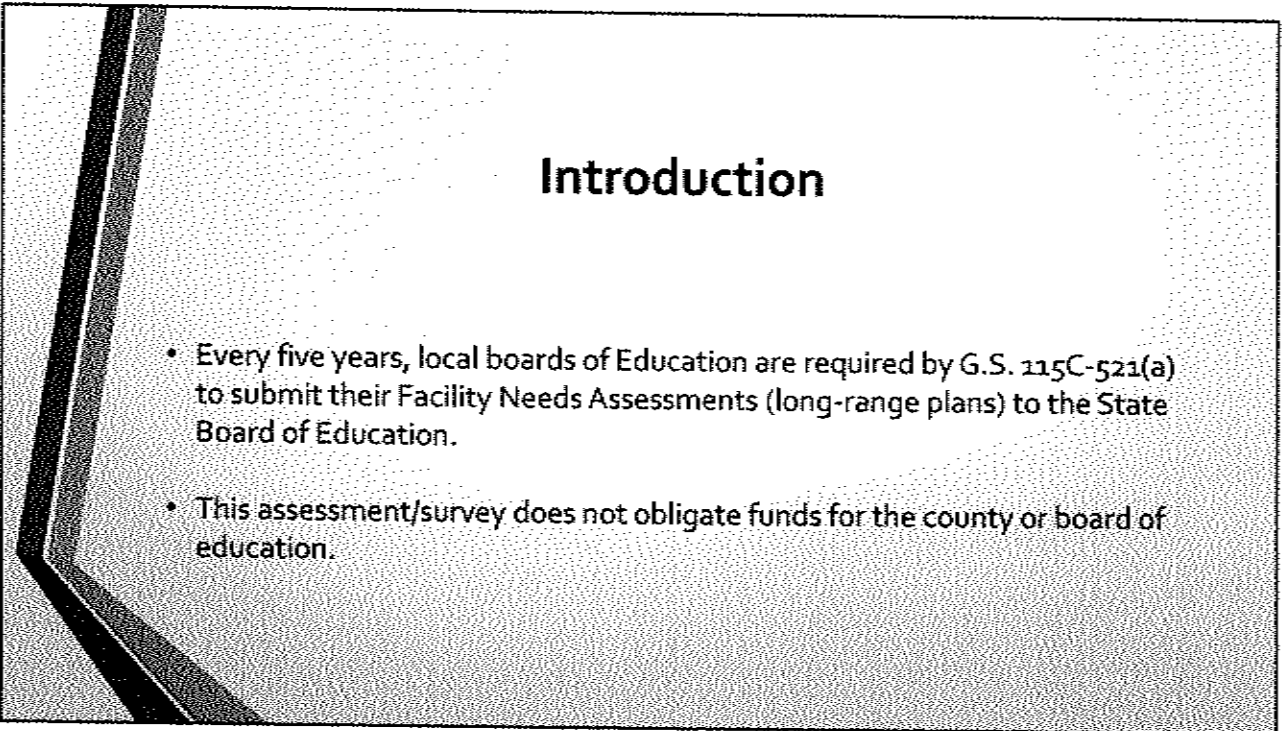 Introduction
• Every five years, local boards of Education are required by G.S. 115C-521(a)
to submit their Facility Needs Assessments (long-range plans) to the State
Board of Education.
• This assessment/survey does not obligate funds for the county or board of
education.